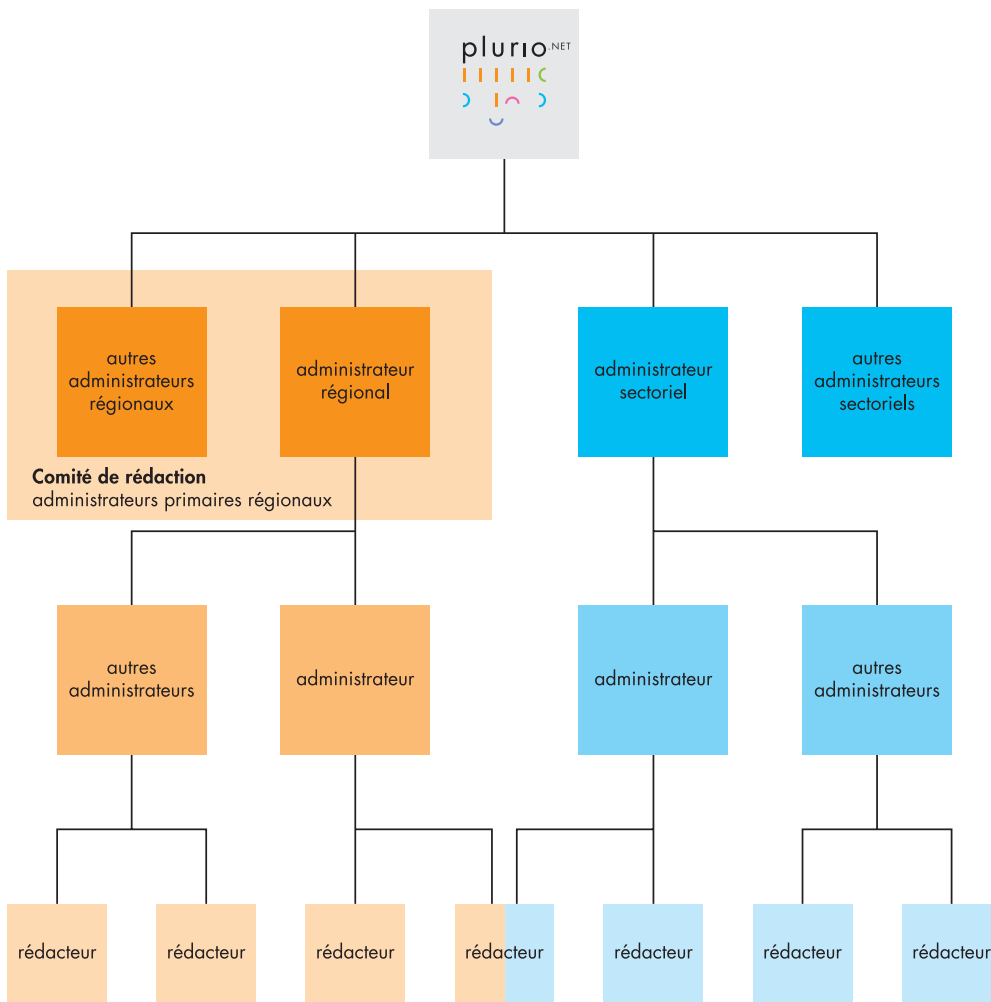 plurio.NET
autres
administrateurs
régionaux
administrateur
régional
administrateur
sectoriel
autres
administrateurs
sectoriels
Comité de rédaction
administrateurs primaires régionaux
autres
administrateurs
administrateur
administrateur
autres
administrateurs
rédacteur
rédacteur
rédacteur
rédacteur
rédacteur
rédacteur
rédacteur